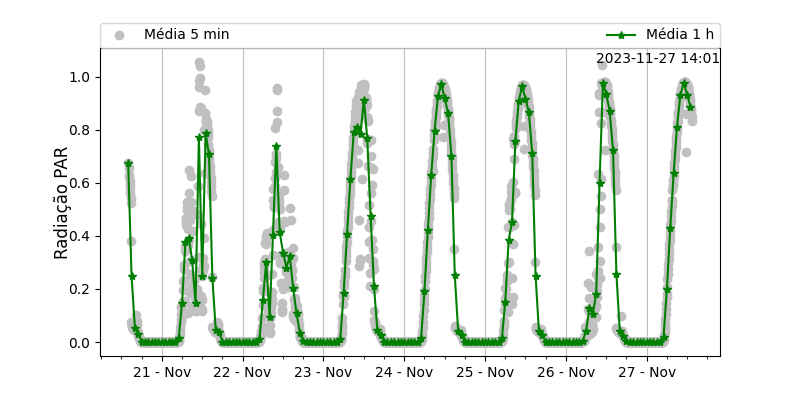 Média 5 min
Média 1 h
2023-11-27 14:01
Radiação PAR
1.0
0.8
0.6
0.4
0.2
0.0
21 - Nov
22 - Nov
23 - Nov
24 - Nov
25 - Nov
26 - Nov
27 - Nov